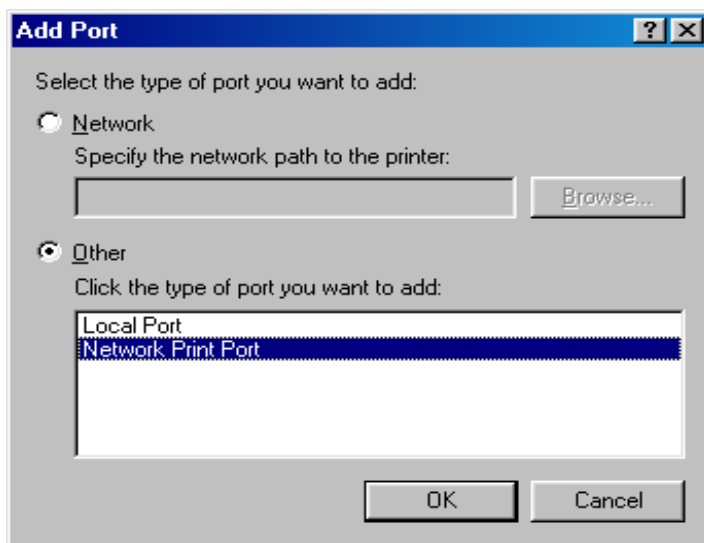 Add Port
Select the type of port you want to add:
Network
Specify the network path to the printer:
Browse...
Other
Click the type of port you want to add:
Local Port
Network Print Port
OK Cancel